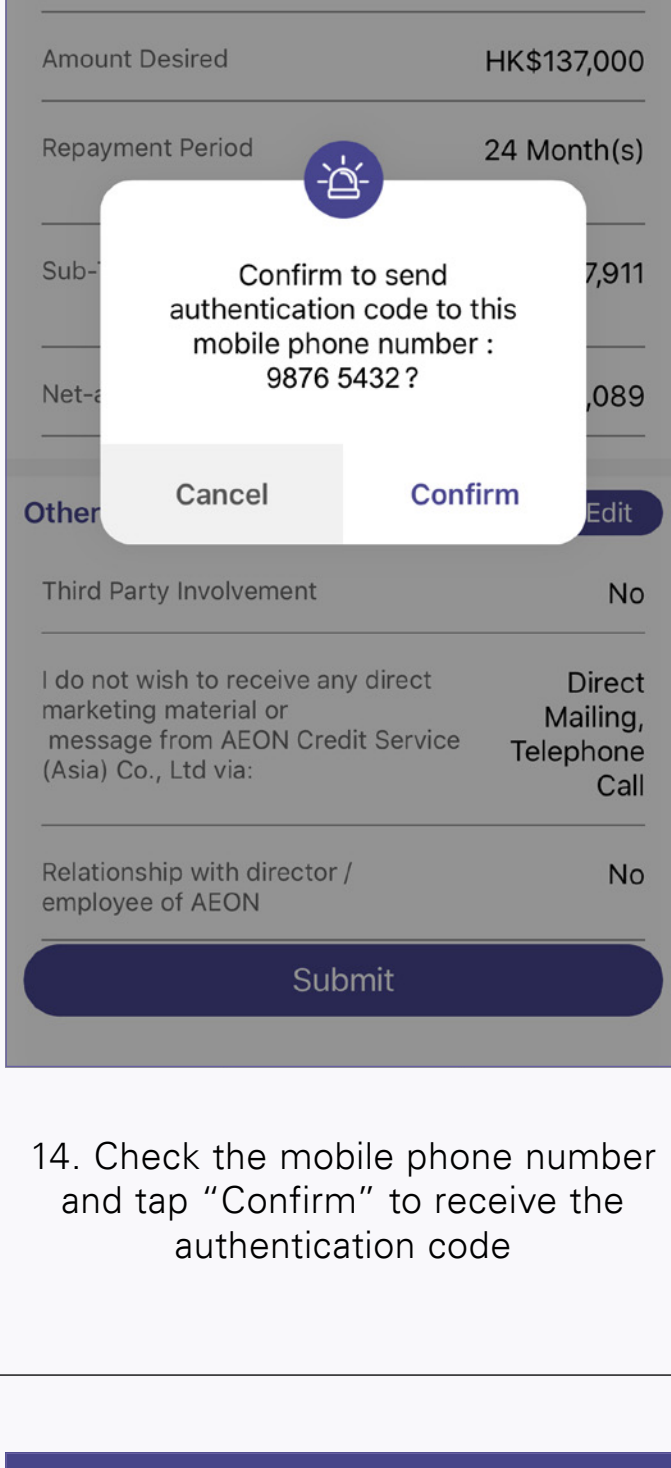 Amount Desired HK$137,000
Repayment Period 24 Month(s)
Confirm to send
authentication code to this
mobile phone number :
9876 5432?
Sub- 7,911
Net-a ,089
Cancel Confirm
Other Edit
Third Party Involvement No
I do not wish to receive any direct Direct
marketing material or Mailing,
message from AEON Credit Service Telephone
(Asia) Co., Ltd via: Call
Relationship with director / No
employee of AEON
Submit
14. Check the mobile phone number
and tap “Confirm” to receive the
authentication code